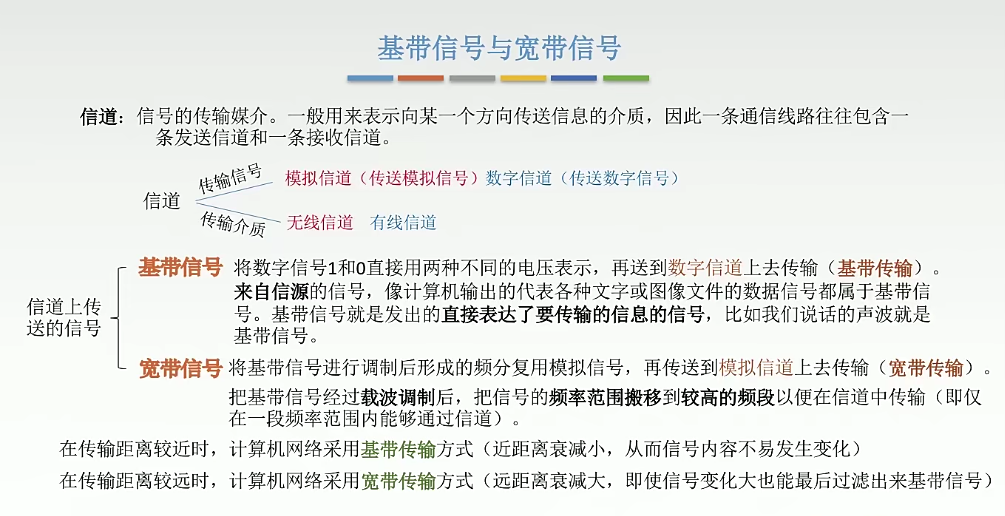 基带信号与宽带信号
信道：信号的传输媒介。一般用来表示向某一个方向传送信息的介质，因此一条通信线路往往包含一
条发送信道和一条接收信道。
传输信号
模拟信道（传送模拟信号）数字信道（传送数字信号）
信道
传输介质
无线信道 有线信道
基带信号 将数字信号1和0直接用两种不同的电压表示，再送到数字信道上去传输（基带传输）。
来自信源的信号，像计算机输出的代表各种文字或图像文件的数据信号都属于基带信
信道上传
送的信号
号。基带信号就是发出的直接表达了要传输的信息的信号，比如我们说话的声波就是
基带信号。
宽带信号 将基带信号进行调制后形成的频分复用模拟信号，再传送到模拟信道上去传输（宽带传输）。
把基带信号经过载波调制后，把信号的频率范围搬移到较高的频段以便在信道中传输（即仅
在一段频率范围内能够通过信道）。
在传输距离较近时，计算机网络采用基带传输方式（近距离衰减小，从而信号内容不易发生变化）
在传输距离较远时，计算机网络采用宽带传输方式（远距离衰减大，即使信号变化大也能最后过滤出来基带信号）